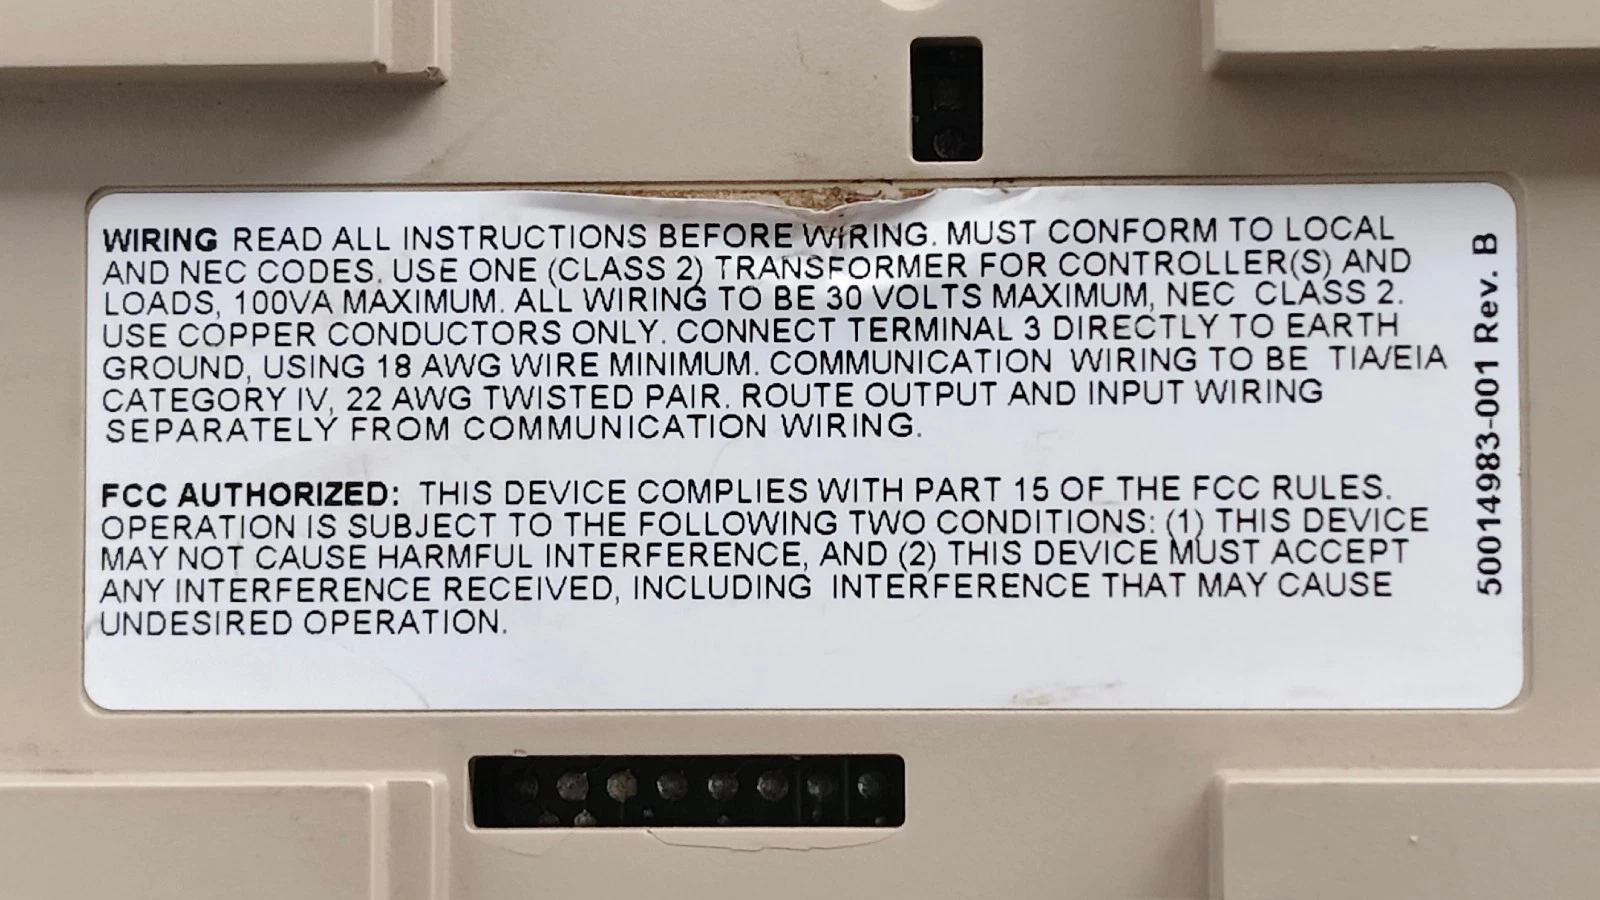 WIRING READ ALL INSTRUCTIONS BEFORE WIRING. MUST CONFORM TO LOCAL
AND NEC CODES. USE ONE (CLASS 2) TRANSFORMER FOR CONTROLLER(S) AND
LOADS, 100VA MAXIMUM. ALL WIRING TO BE 30 VOLTS MAXIMUM, NEC CLASS 2.
USE COPPER CONDUCTORS ONLY. CONNECT TERMINAL 3 DIRECTLY TO EARTH
GROUND, USING 18 AWG WIRE MINIMUM. COMMUNICATION WIRING TO BE TIA/EIA
CATEGORY IV, 22 AWG TWISTED PAIR. ROUTE OUTPUT AND INPUT WIRING
SEPARATELY FROM COMMUNICATION WIRING.
FCC AUTHORIZED: THIS DEVICE COMPLIES WITH PART 15 OF THE FCC RULES.
OPERATION IS SUBJECT TO THE FOLLOWING TWO CONDITIONS: (1) THIS DEVICE
MAY NOT CAUSE HARMFUL INTERFERENCE, AND (2) THIS DEVICE MUST ACCEPT
ANY INTERFERENCE RECEIVED, INCLUDING INTERFERENCE THAT MAY CAUSE
UNDESIRED OPERATION.
50014983-001 Rev. B